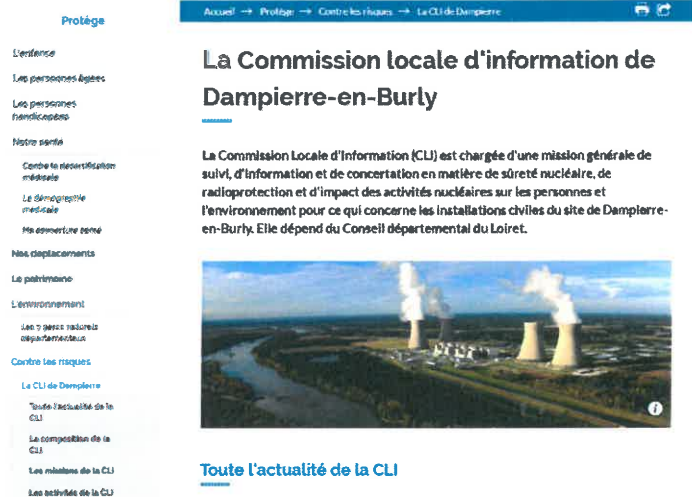 Protège
L'enfance
Les personnes âgées
Les personnes
handicapées
Notre santé
Contre la désertification
médicale
La démographie
médicale
Ma couverture santé
Nos déplacements
Le patrimoine
L'environnement
Les 7 parcs naturels
départementaux
Contre les risques
La CLI de Dampierre
Toute l'actualité de la
CLI
La composition de la
CLI
Les missions de la CLI
Les activités de la CLI
Accueil → Protège → Contre les risques → La CLI de Dampierre
La Commission locale d'information de
Dampierre-en-Burly
La Commission Locale d'Information (CLI) est chargée d'une mission générale de
suivi, d'information et de concertation en matière de sûreté nucléaire, de
radioprotection et d'impact des activités nucléaires sur les personnes et
l'environnement pour ce qui concerne les installations civiles du site de Dampierre-
en-Burly. Elle dépend du Conseil départemental du Loiret.
Toute l'actualité de la CLI